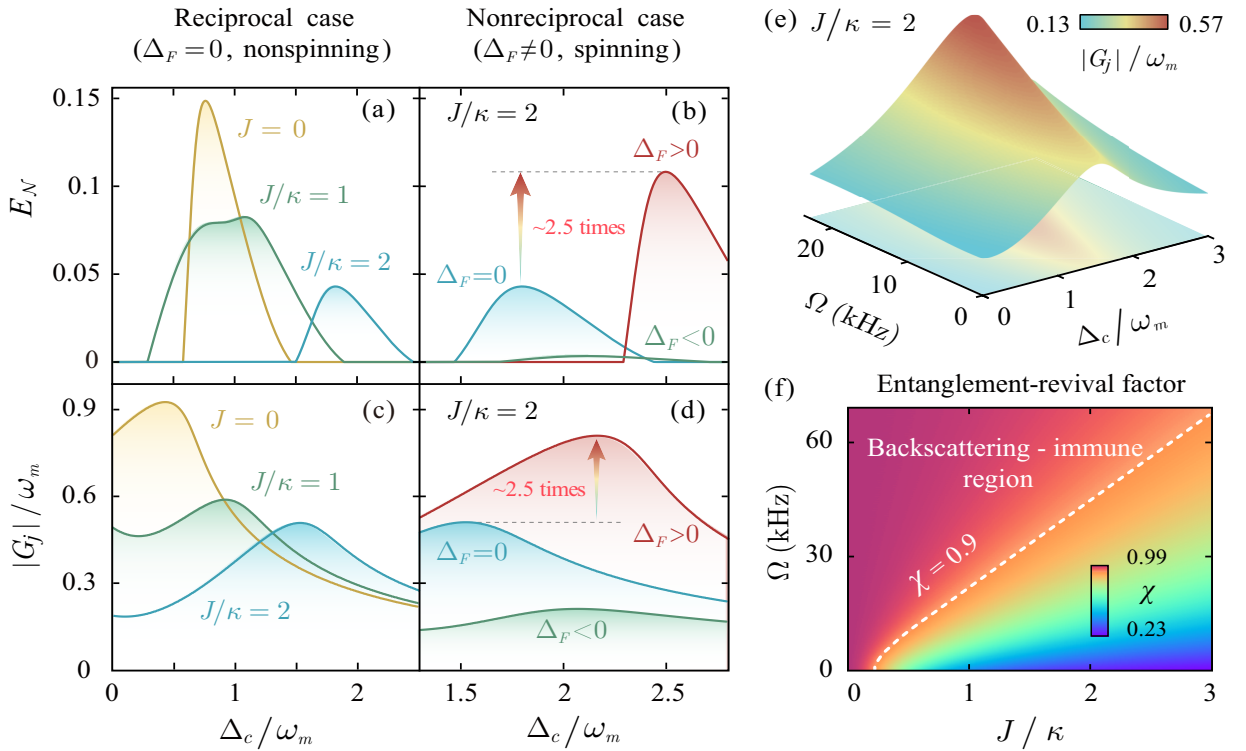 Reciprocal case
(Δ_F = 0, nonspinning)
Nonreciprocal case
(Δ_F ≠ 0, spinning)
E_𝒩
0.15
0.1
0.05
0
(a)
J = 0
J/κ = 1
J/κ = 2
J/κ = 2
(b)
Δ_F>0
~2.5 times
Δ_F=0
Δ_F<0
|G_j| / ω_m
0.9
0.6
0.3
0
(c)
J = 0
J/κ = 1
J/κ = 2
0
1
2
Δ_c / ω_m
J/κ = 2
(d)
~2.5 times
Δ_F=0
Δ_F>0
Δ_F<0
1.5
2
2.5
Δ_c / ω_m
(e)
J/κ = 2
0.13
0.57
|G_j| / ω_m
20
10
0
Ω (kHz)
0
1
2
3
Δ_c / ω_m
(f)
Entanglement-revival factor
Backscattering - immune
region
χ = 0.9
0.99
χ
0.23
Ω (kHz)
60
30
0
0
1
2
3
J / κ